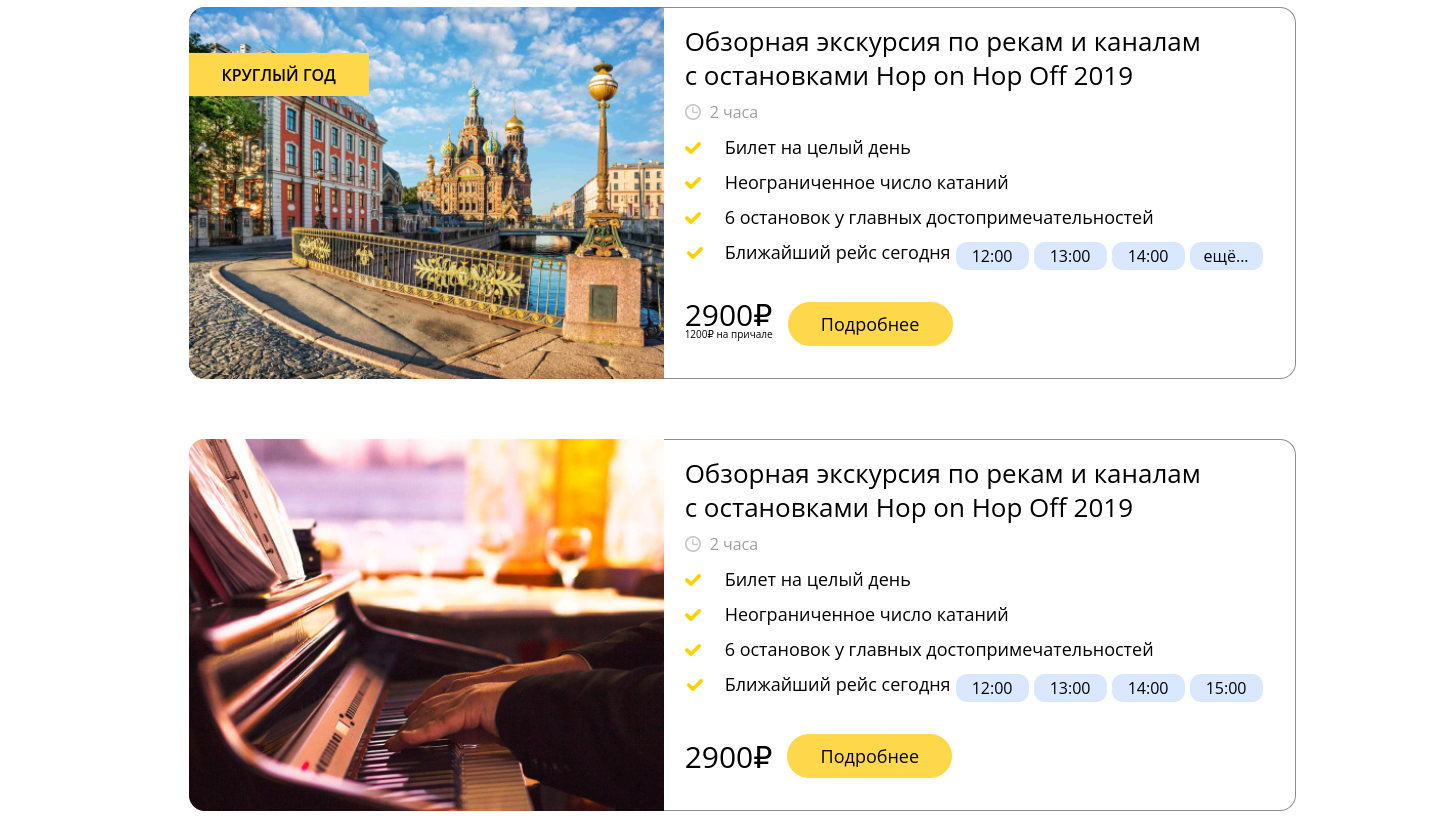 КРУГЛЫЙ ГОД
Обзорная экскурсия по рекам и каналам
с остановками Hop on Hop Off 2019
2 часа
Билет на целый день
Неограниченное число катаний
6 остановок у главных достопримечательностей
Ближайший рейс сегодня 12:00 13:00 14:00 ещё...
2900₽ Подробнее
1200₽ на причале
Обзорная экскурсия по рекам и каналам
с остановками Hop on Hop Off 2019
2 часа
Билет на целый день
Неограниченное число катаний
6 остановок у главных достопримечательностей
Ближайший рейс сегодня 12:00 13:00 14:00 15:00
2900₽ Подробнее